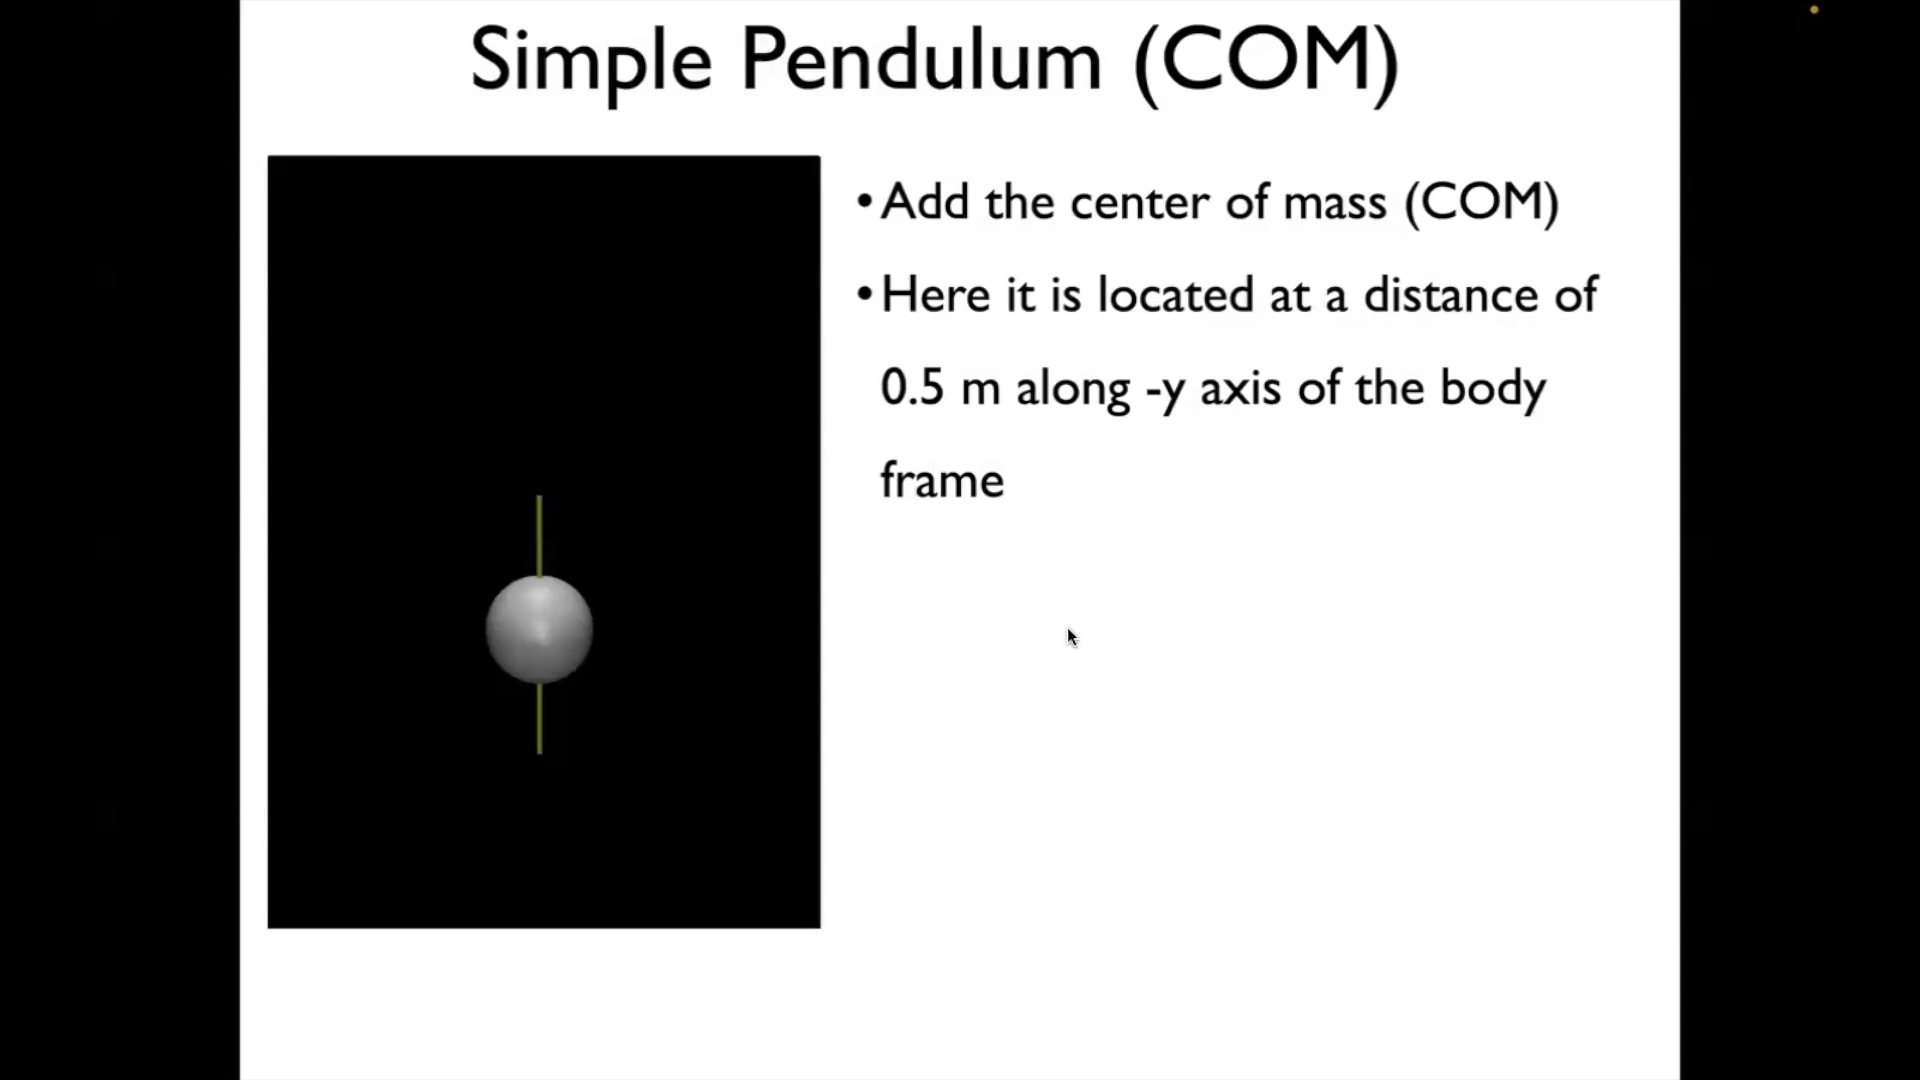 Simple Pendulum (COM)
•Add the center of mass (COM)
•Here it is located at a distance of
0.5 m along -y axis of the body
frame